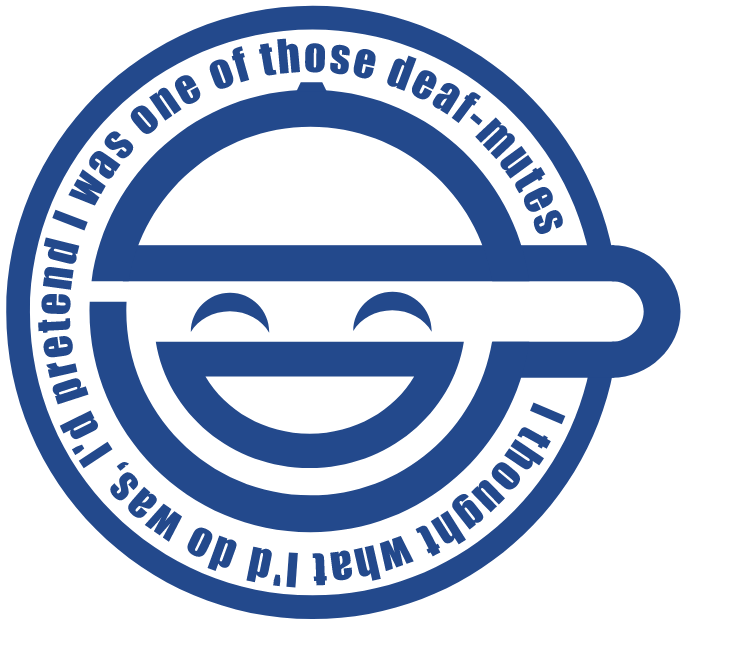 I thought what I'd do was, I'd pretend I was one of those deaf-mutes